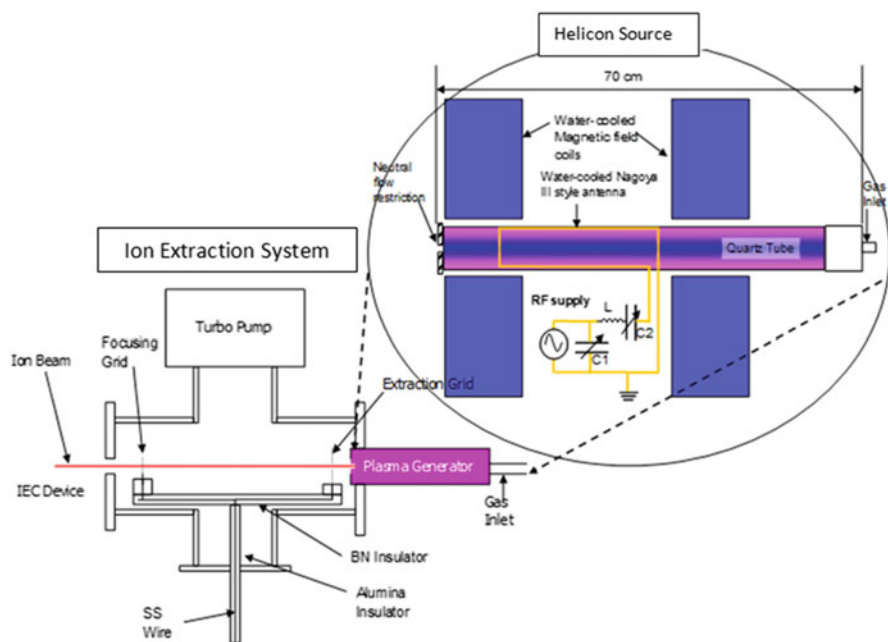 Helicon Source
70 cm
Water-cooled
Magnetic field
coils
Neutral
flow
restriction
Water-cooled Nagoya
III style antenna
Gas
Inlet
Quartz Tube
RF supply
L
C2
C1
Ion Extraction System
Turbo Pump
Focusing
Grid
Ion Beam
Extraction Grid
Plasma Generator
IEC Device
Gas
Inlet
BN Insulator
Alumina
Insulator
SS
Wire